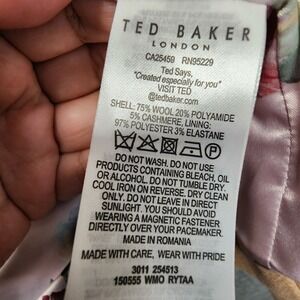 TED BAKER
LONDON
CA25459 RN95229
Ted Says,
"Created especially for you"
VISIT TED
@tedbaker.com
SHELL: 75% WOOL 20% POLYAMIDE
5% CASHMERE, LINING:
97% POLYESTER 3% ELASTANE
DO NOT WASH. DO NOT USE
PRODUCTS CONTAINING BLEACH, OIL
OR ALCOHOL. DO NOT TUMBLE DRY.
COOL IRON ON REVERSE. DRY CLEAN
ONLY. DO NOT LEAVE IN DIRECT
SUNLIGHT. YOU SHOULD AVOID
WEARING A MAGNETIC FASTENER
DIRECTLY OVER YOUR PACEMAKER.
MADE IN ROMANIA
MADE WITH CARE, WEAR WITH PRIDE
3011 254513
150555 WMO RYTAA